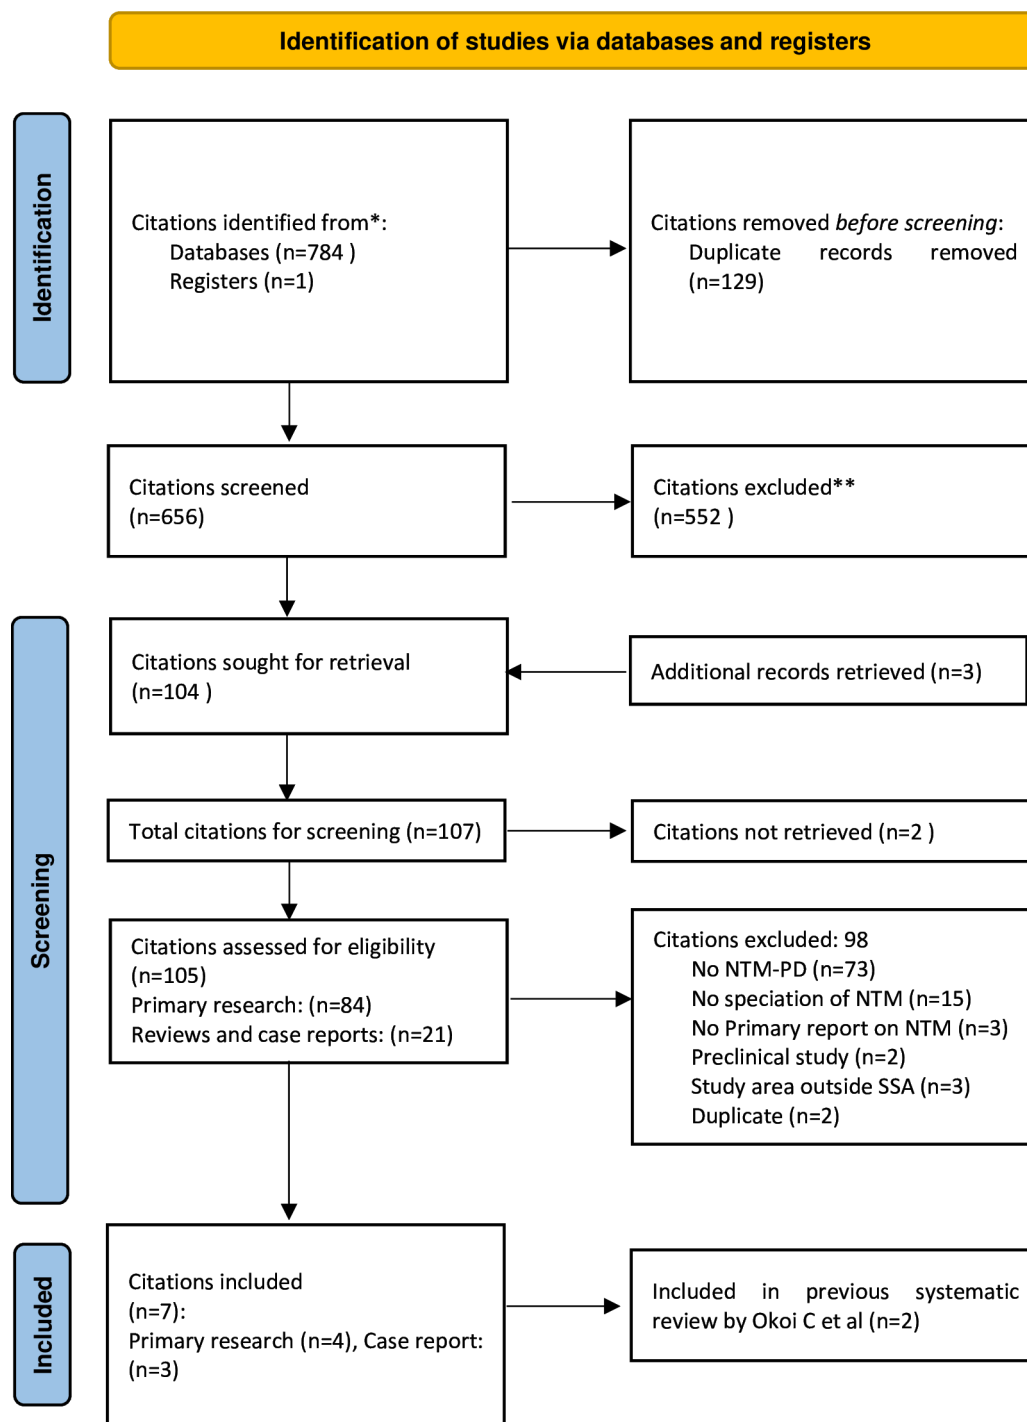 Identification of studies via databases and registers
Identification
Citations identified from*:
Databases (n=784 )
Registers (n=1)
Citations removed before screening:
Duplicate records removed
(n=129)
Citations screened
(n=656)
Citations excluded**
(n=552 )
Screening
Citations sought for retrieval
(n=104 )
Additional records retrieved (n=3)
Total citations for screening (n=107)
Citations not retrieved (n=2 )
Citations assessed for eligibility
(n=105)
Primary research: (n=84)
Reviews and case reports: (n=21)
Citations excluded: 98
No NTM-PD (n=73)
No speciation of NTM (n=15)
No Primary report on NTM (n=3)
Preclinical study (n=2)
Study area outside SSA (n=3)
Duplicate (n=2)
Included
Citations included
(n=7):
Primary research (n=4), Case report:
(n=3)
Included in previous systematic
review by Okoi C et al (n=2)